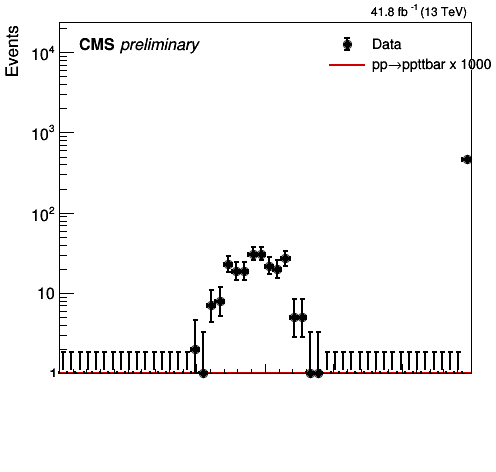 41.8 fb⁻¹ (13 TeV)
Events
CMS preliminary
Data
pp→ppttbar x 1000
10⁴
10³
10²
10
1